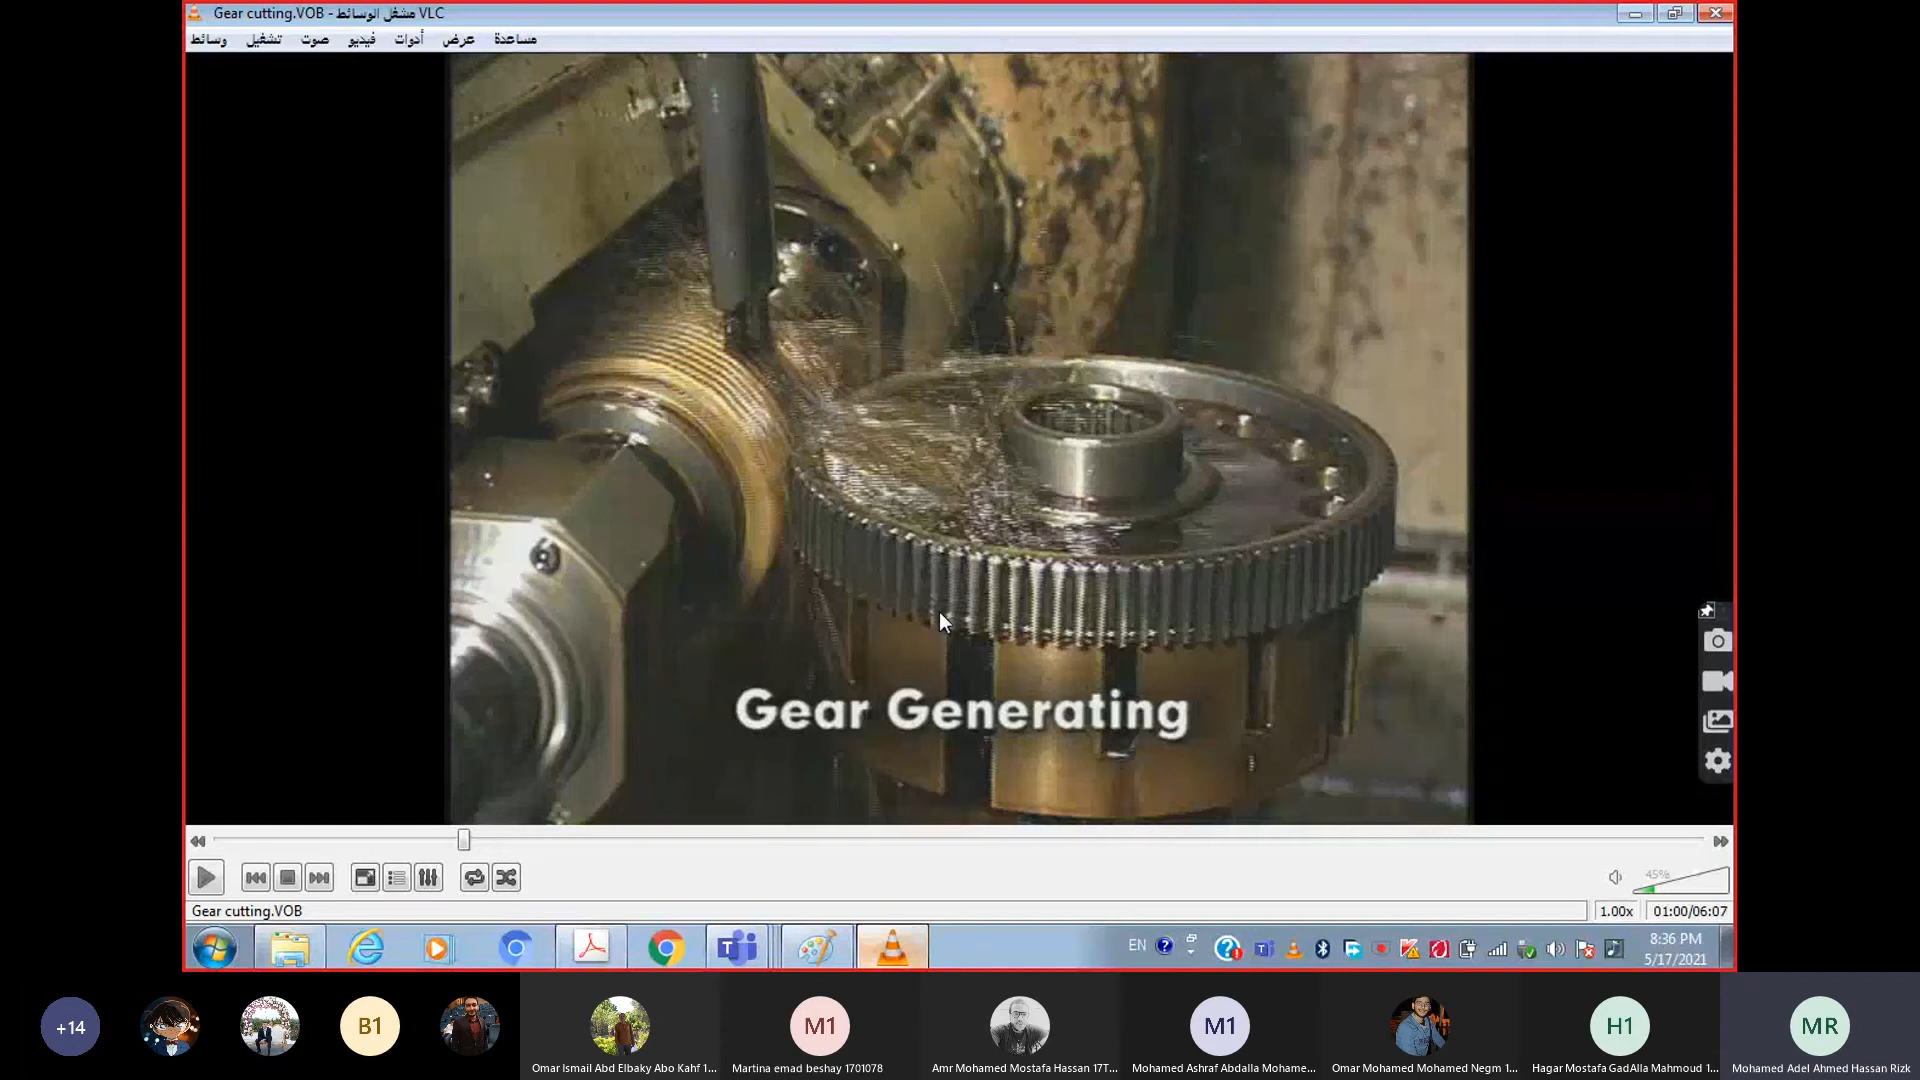 Gear cutting.VOB - مشغل الوسائط VLC
وسائط تشغيل صوت فيديو أدوات عرض مساعدة
Gear Generating
45%
Gear cutting.VOB
1.00x
01:00/06:07
EN
8:36 PM
5/17/2021
+14
B1
M1
M1
H1
MR
Omar Ismail Abd Elbaky Abo Kahf 1...
Martina emad beshay 1701078
Amr Mohamed Mostafa Hassan 17T...
Mohammed Ashraf Abdalla Mohame...
Omar Mohamed Mohamed Negm 1...
Hagar Mostafa GadAlla Mahmoud 1...
Mohamed Adel Ahmed Hassan Rizk